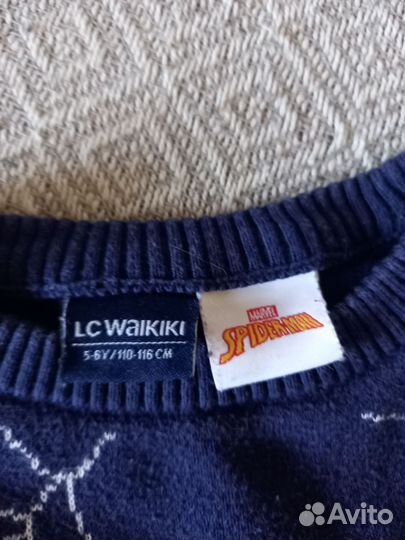 LC WAIKIKI
5-6Y/110-116 CM
MARVEL
SPIDER-MAN
Avito